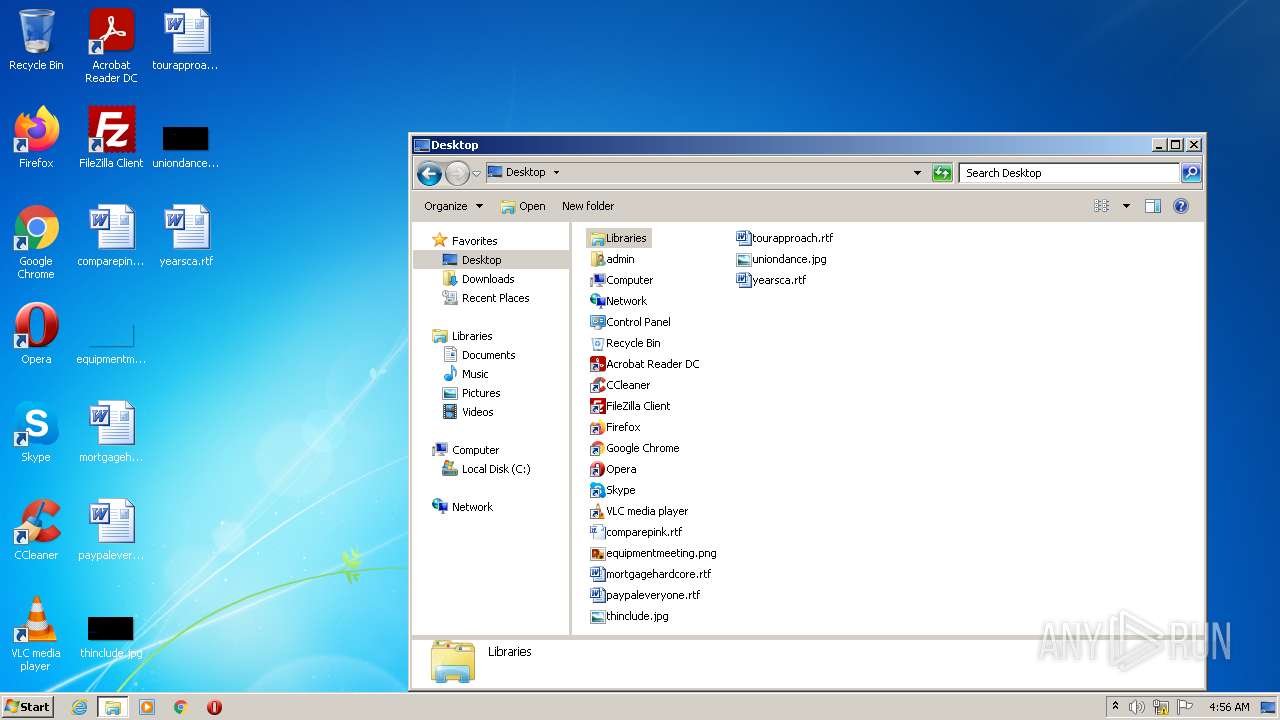 Recycle Bin
Acrobat
Reader DC
tourapproa...
Firefox
FileZilla Client
uniondance...
Google
Chrome
comparepin...
yearsca.rtf
Opera
equipmentm...
Skype
mortgageh...
CCleaner
paypalever...
VLC media
player
thinclude.jpg
Desktop
Desktop
Search Desktop
Organize
Open
New folder
Favorites
Desktop
Downloads
Recent Places
Libraries
Documents
Music
Pictures
Videos
Computer
Local Disk (C:)
Network
Libraries
admin
Computer
Network
Control Panel
Recycle Bin
Acrobat Reader DC
CCleaner
FileZilla Client
Firefox
Google Chrome
Opera
Skype
VLC media player
comparepink.rtf
equipmentmeeting.png
mortgagehardcore.rtf
paypaleveryone.rtf
thinclude.jpg
tourapproach.rtf
uniondance.jpg
yearsca.rtf
Libraries
ANY RUN
Start
4:56 AM